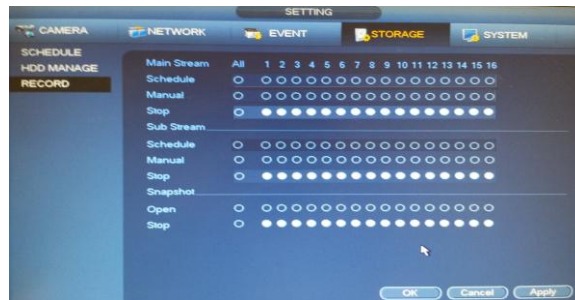 SETTING
CAMERA NETWORK EVENT STORAGE SYSTEM
SCHEDULE
HDD MANAGE
RECORD
Main Stream All 1 2 3 4 5 6 7 8 9 10 11 12 13 14 15 16
Schedule
Manual
Stop
Sub Stream
Schedule
Manual
Stop
Snapshot
Open
Stop
OK Cancel Apply